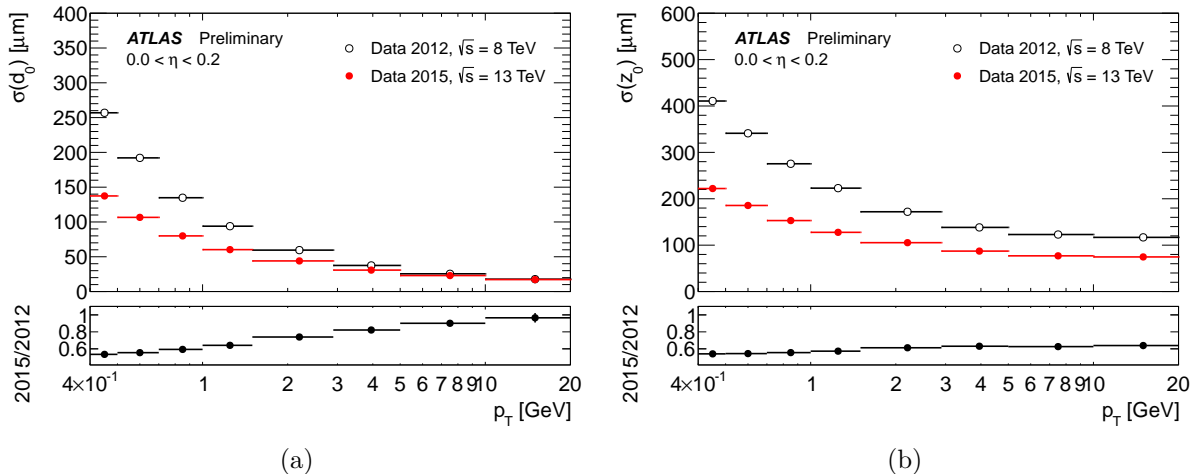 σ(d₀) [μm]
400
350
300
250
200
150
100
50
0
ATLAS Preliminary
0.0 < η < 0.2
Data 2012, √s = 8 TeV
Data 2015, √s = 13 TeV
2015/2012
1
0.8
0.6
4×10⁻¹ 1 2 3 4 5 6 7 8 9 10 20
p_T [GeV]
(a)
σ(z₀) [μm]
600
500
400
300
200
100
0
ATLAS Preliminary
0.0 < η < 0.2
Data 2012, √s = 8 TeV
Data 2015, √s = 13 TeV
2015/2012
1
0.8
0.6
4×10⁻¹ 1 2 3 4 5 6 7 8 9 10 20
p_T [GeV]
(b)